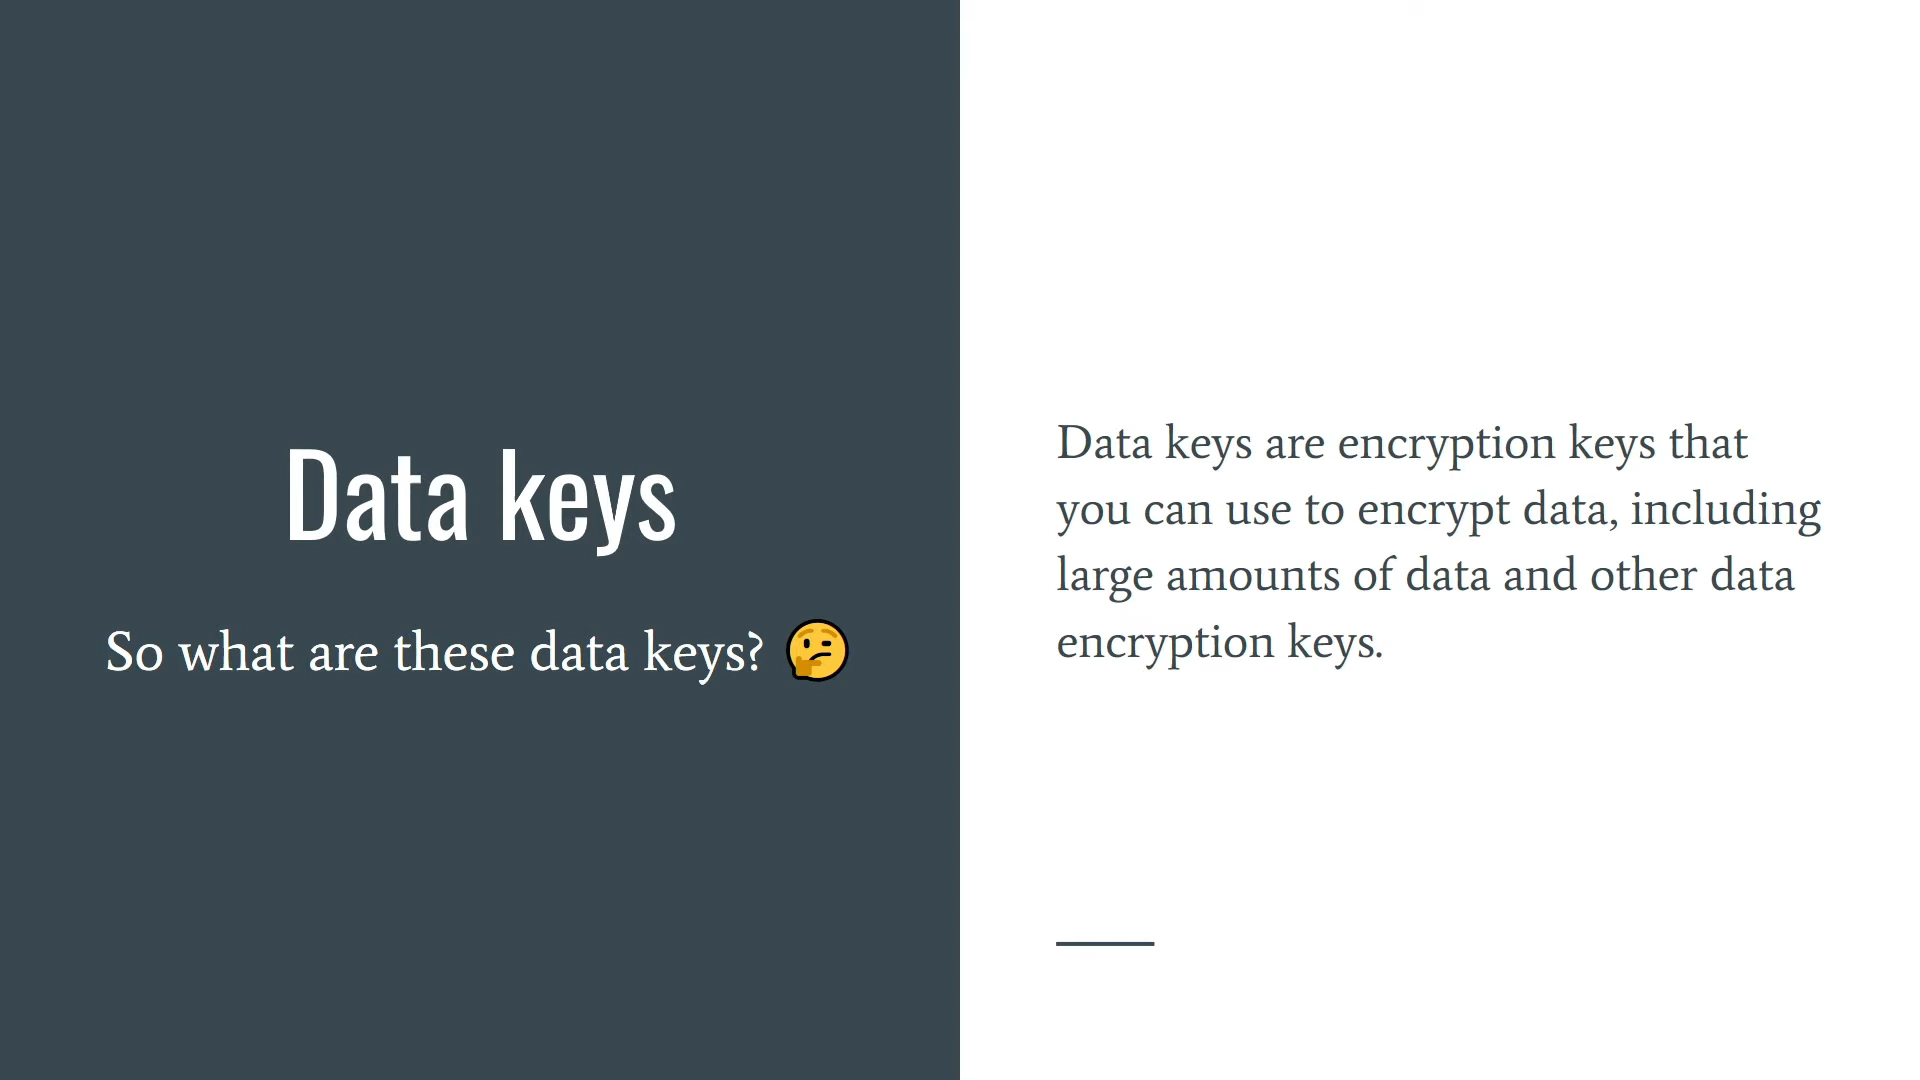 Data keys
So what are these data keys? 🤔
Data keys are encryption keys that
you can use to encrypt data, including
large amounts of data and other data
encryption keys.